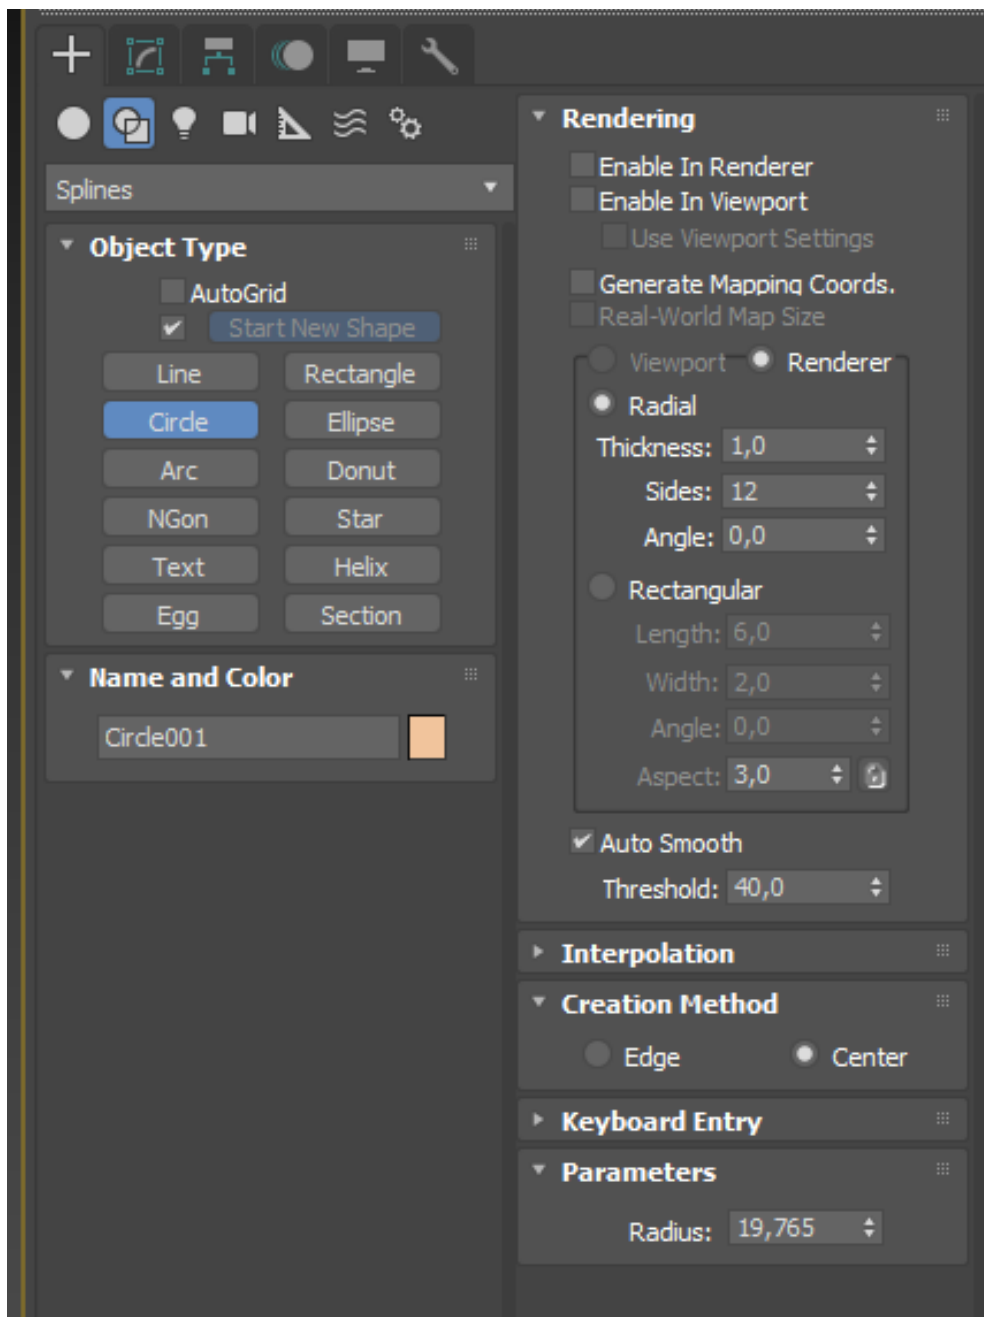 Splines
Object Type
AutoGrid
Start New Shape
Line Rectangle
Circle Ellipse
Arc Donut
NGon Star
Text Helix
Egg Section
Name and Color
Circle001
Rendering
Enable In Renderer
Enable In Viewport
Use Viewport Settings
Generate Mapping Coords.
Real-World Map Size
Viewport Renderer
Radial
Thickness: 1,0
Sides: 12
Angle: 0,0
Rectangular
Length: 6,0
Width: 2,0
Angle: 0,0
Aspect: 3,0
Auto Smooth
Threshold: 40,0
Interpolation
Creation Method
Edge Center
Keyboard Entry
Parameters
Radius: 19,765